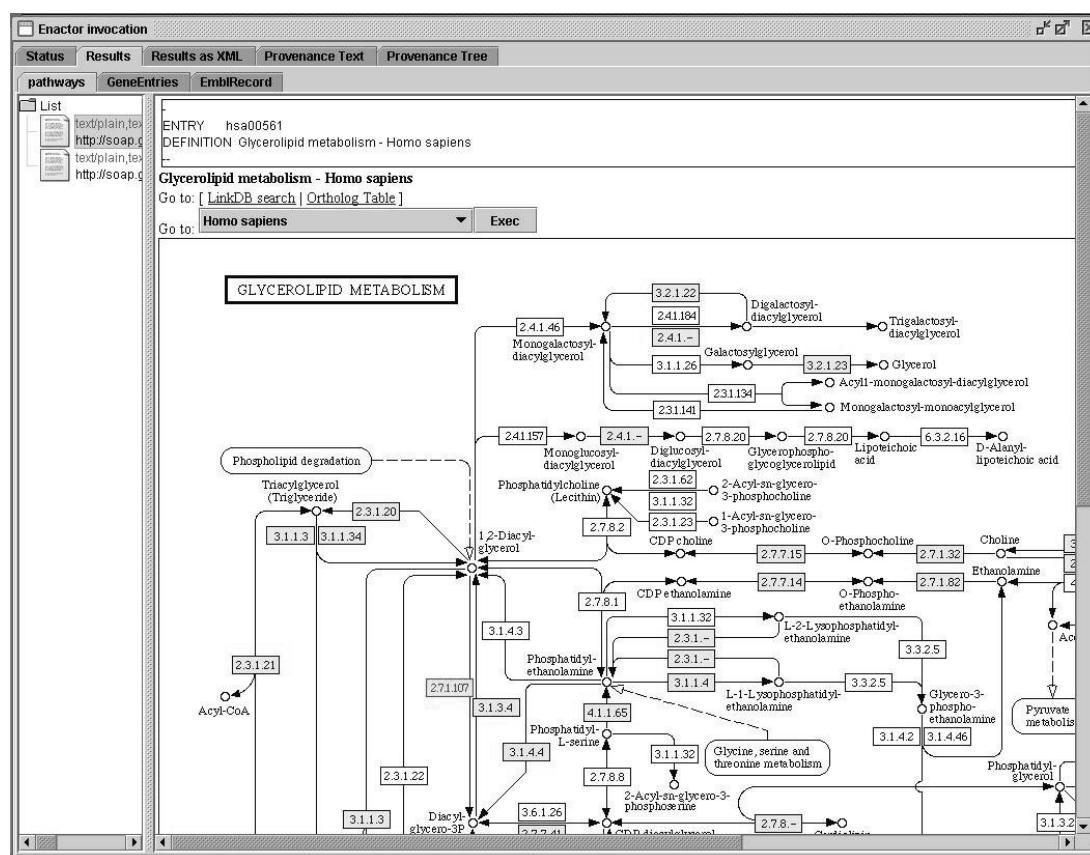 Enactor invocation
Status Results Results as XML Provenance Text Provenance Tree
pathways GeneEntries EmblRecord
List
text/plain,tex
http://soap.g
text/plain,tex
http://soap.g
ENTRY hsa00561
DEFINITION Glycerolipid metabolism - Homo sapiens
--
Glycerolipid metabolism - Homo sapiens
Go to: [ LinkDB search | Ortholog Table ]
Go to: Homo sapiens Exec
GLYCEROLIPID METABOLISM
3.2.1.22
Digalactosyl-
diacylglycerol
2.4.1.46
2.4.1.184
Trigalactosyl-
diacylglycerol
Monogalactosyl-
diacylglycerol
2.4.1.-
Galactosylglycerol
3.1.1.26
3.2.1.23
Glycerol
2.3.1.134
Acyl1-monogalactosyl-diacylglycerol
2.3.1.141
Monogalactosyl-monoacylglycerol
2.4.1.157
2.4.1.-
2.7.8.20
2.7.8.20
6.3.2.16
Monoglucosyl-
diacylglycerol
Diglucosyl-
diacylglycerol
Glycerophospho-
glycoglycerolipid
Lipoteichoic
acid
D-Alanyl-
lipoteichoic acid
Phospholipid degradation
Triacylglycerol
(Triglyceride)
Phosphatidylcholine
(Lecithin)
2.3.1.62
3.1.1.32
2-Acyl-sn-glycero-
3-phosphocholine
2.3.1.20
2.3.1.23
1-Acyl-sn-glycero-
3-phosphocholine
3.1.1.3
3.1.1.34
2.7.8.2
1,2-Diacyl-
glycerol
CDP choline
2.7.7.15
O-Phosphocholine
2.7.1.32
Choline
CDP ethanolamine
2.7.7.14
O-Phospho-
ethanolamine
2.7.1.82
Ethanolamine
2.7.8.1
3.1.4.3
3.1.1.32
2.3.1.-
L-2-Lysophosphatidyl-
ethanolamine
3.3.2.5
2.3.1.-
Phosphatidyl-
ethanolamine
3.1.1.4
L-1-Lysophosphatidyl-
ethanolamine
3.3.2.5
2.3.1.21
Acyl-CoA
2.7.1.107
3.1.3.4
4.1.1.65
Glycero-3-
phospho-
ethanolamine
Pyruvate
Phosphatidyl-
L-serine
3.1.4.4
3.1.1.32
Glycine, serine and
threonine metabolism
3.1.4.2
3.1.4.46
2.3.1.22
2.7.8.8
2-Acyl-sn-glycero-3-
phosphoserine
Phosphatidyl-
glycerol
3.1.1.3
Diacyl-
glycero-3P
3.6.1.26
2.7.7.41
CDP diacylglycerol
2.7.8.-
Cardiolipin
3.1.3.2